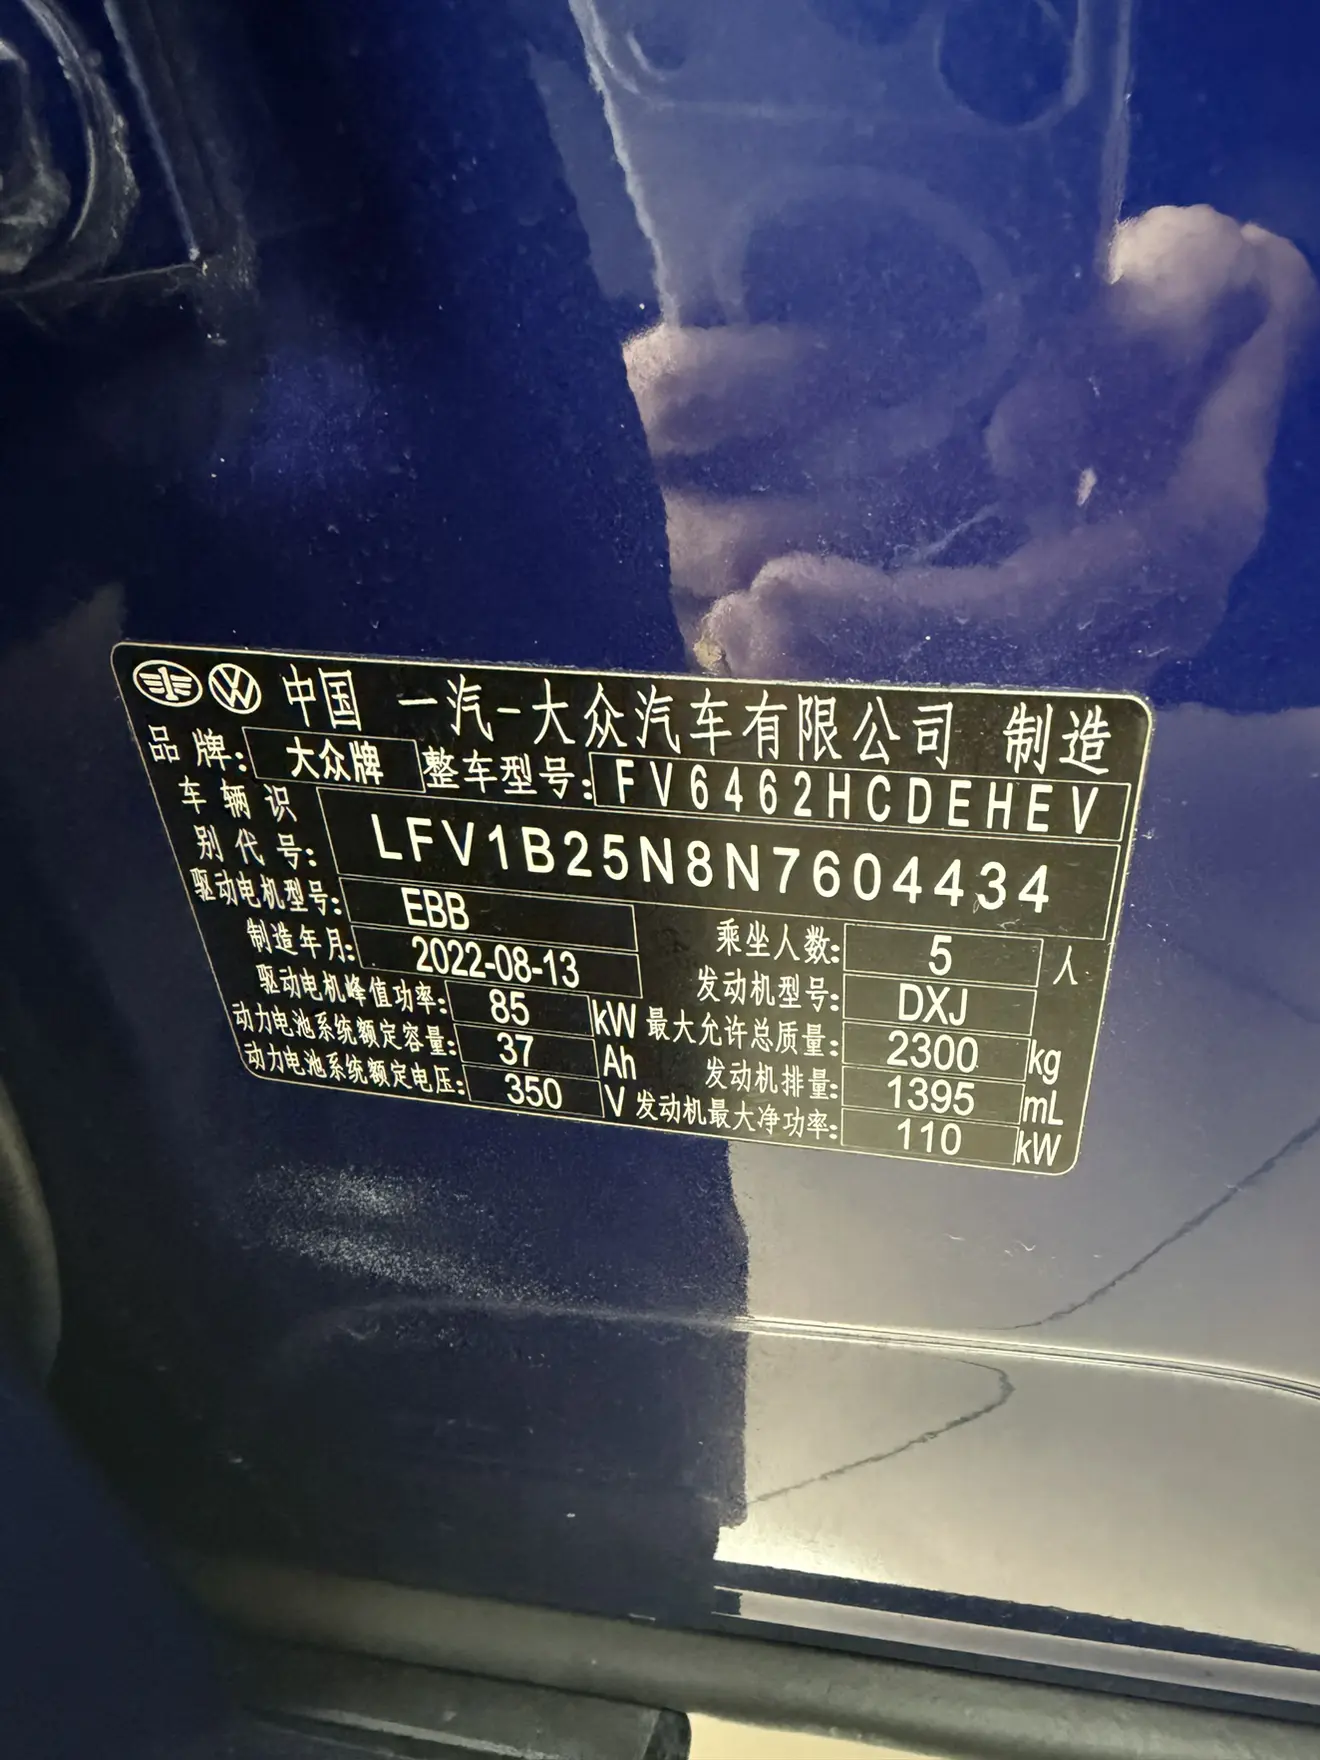 中国 一汽-大众汽车有限公司 制造
品牌: 大众牌 整车型号: FV6462HCDEHEV
车辆识别代号: LFV1B25N8N7604434
驱动电机型号: EBB
制造年月: 2022-08-13
驱动电机峰值功率: 85 kW
动力电池系统额定容量: 37 Ah
动力电池系统额定电压: 350 V
乘坐人数: 5 人
发动机型号: DXJ
最大允许总质量: 2300 kg
发动机排量: 1395 mL
发动机最大净功率: 110 kW